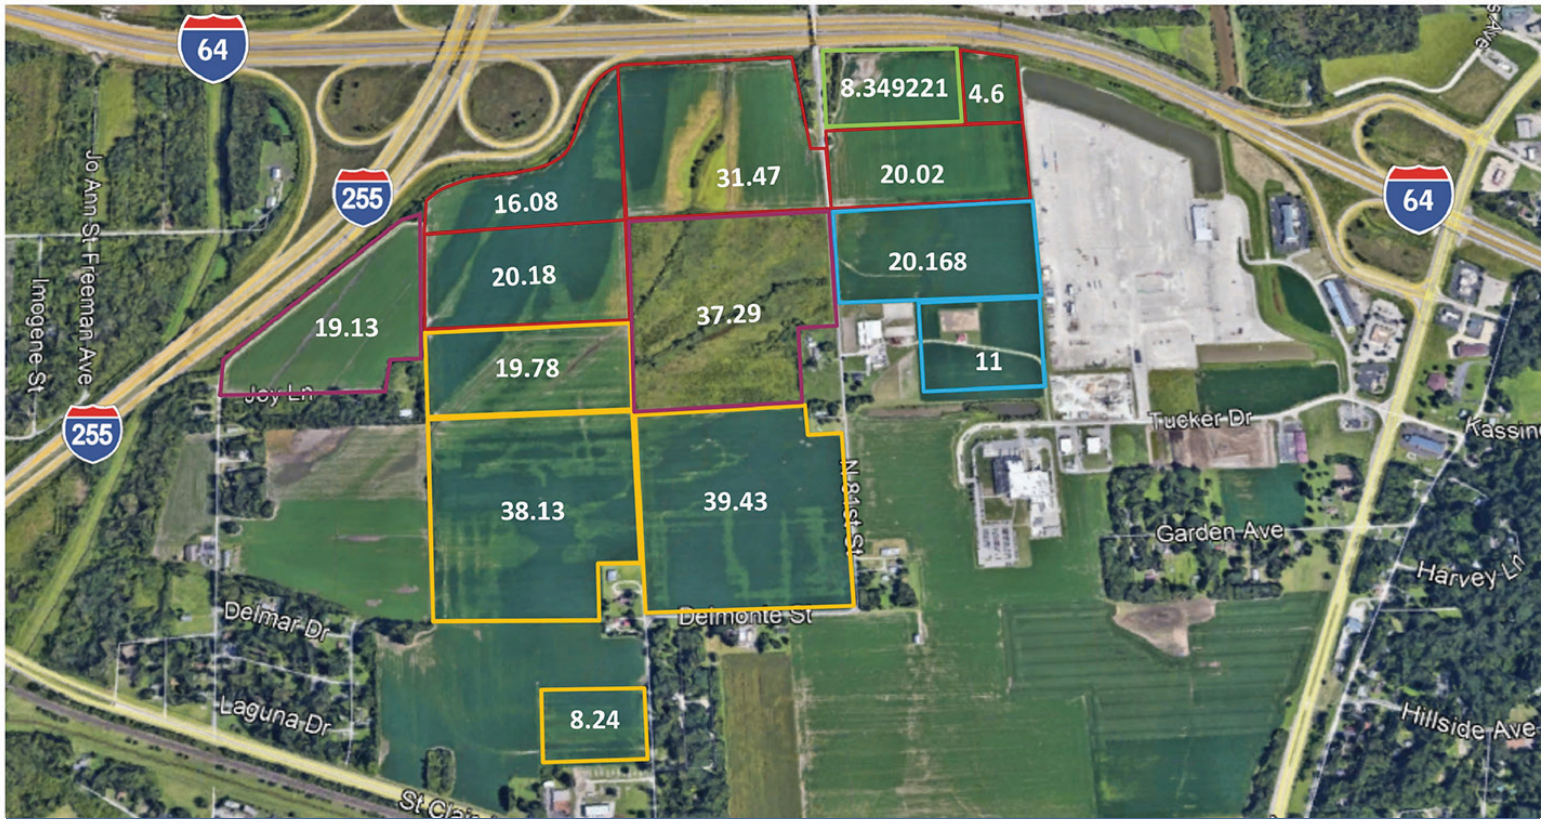 64
s Ave
8.349221
4.6
Jo Ann St
Freeman Ave
255
31.47
20.02
16.08
64
20.168
20.18
37.29
19.13
Imogene St
11
19.78
Joy Ln
255
Tucker Dr
Kassing
38.13
39.43
N 81st St
Garden Ave
Harvey Ln
Delmar Dr
Delmonte St
Laguna Dr
8.24
Hillside Ave
St Clai